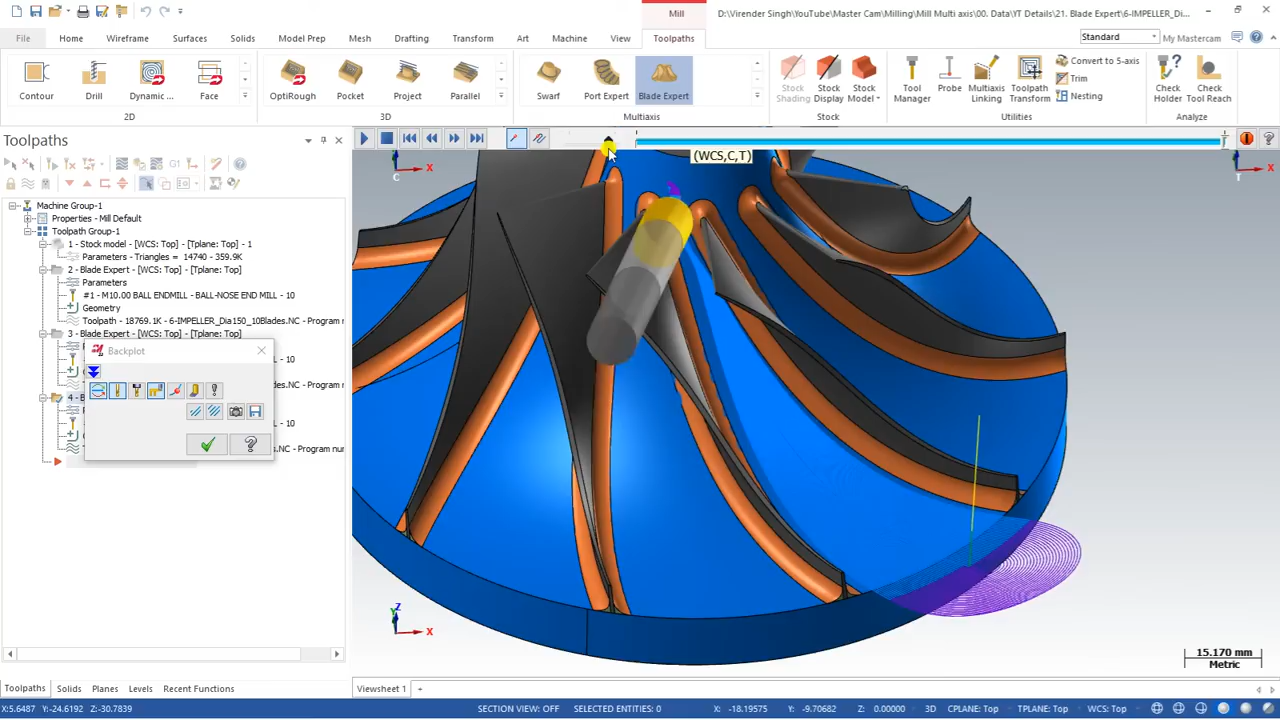 Mill
D:\Virender Singh\YouTube\Master Cam\Milling\Mill Multi axis\00. Data\YT Details\21. Blade Expert\6-IMPELLER_Di...
File Home Wireframe Surfaces Solids Model Prep Mesh Drafting Transform Art Machine View Toolpaths
Standard
My Mastercam
Contour Drill Dynamic ... Face
2D
OptiRough Pocket Project Parallel
3D
Swarf Port Expert Blade Expert
Multiaxis
Stock Shading
Stock Display
Stock Model
Stock
Tool Manager
Probe
Multiaxis Linking
Toolpath Transform
Convert to 5-axis
Trim
Nesting
Utilities
Check Holder
Check Tool Reach
Analyze
Toolpaths
G1
Machine Group-1
Properties - Mill Default
Toolpath Group-1
1 - Stock model - [WCS: Top] - [Tplane: Top] - 1
Parameters - Triangles = 14740 - 359.9K
2 - Blade Expert - [WCS: Top] - [Tplane: Top]
Parameters
#1 - M10.00 BALL ENDMILL - BALL-NOSE END MILL - 10
Geometry
Toolpath - 18769.1K - 6-IMPELLER_Dia150_10Blades.NC - Program nur
3 - Blade Expert - [WCS: Top] - [Tplane: Top]
Backplot
- 10
.NC - Program r
4 - B
- 10
s.NC - Program num
(WCS,C,T)
X
C
X
T
Z
Y
X
15.170 mm
Metric
Toolpaths Solids Planes Levels Recent Functions
Viewsheet 1 +
X:5.6487 Y:-24.6192 Z:-30.7839
SECTION VIEW: OFF SELECTED ENTITIES: 0 X: -18.19575 Y: -9.70682 Z: 0.00000 3D CPLANE: Top TPLANE: Top WCS: Top